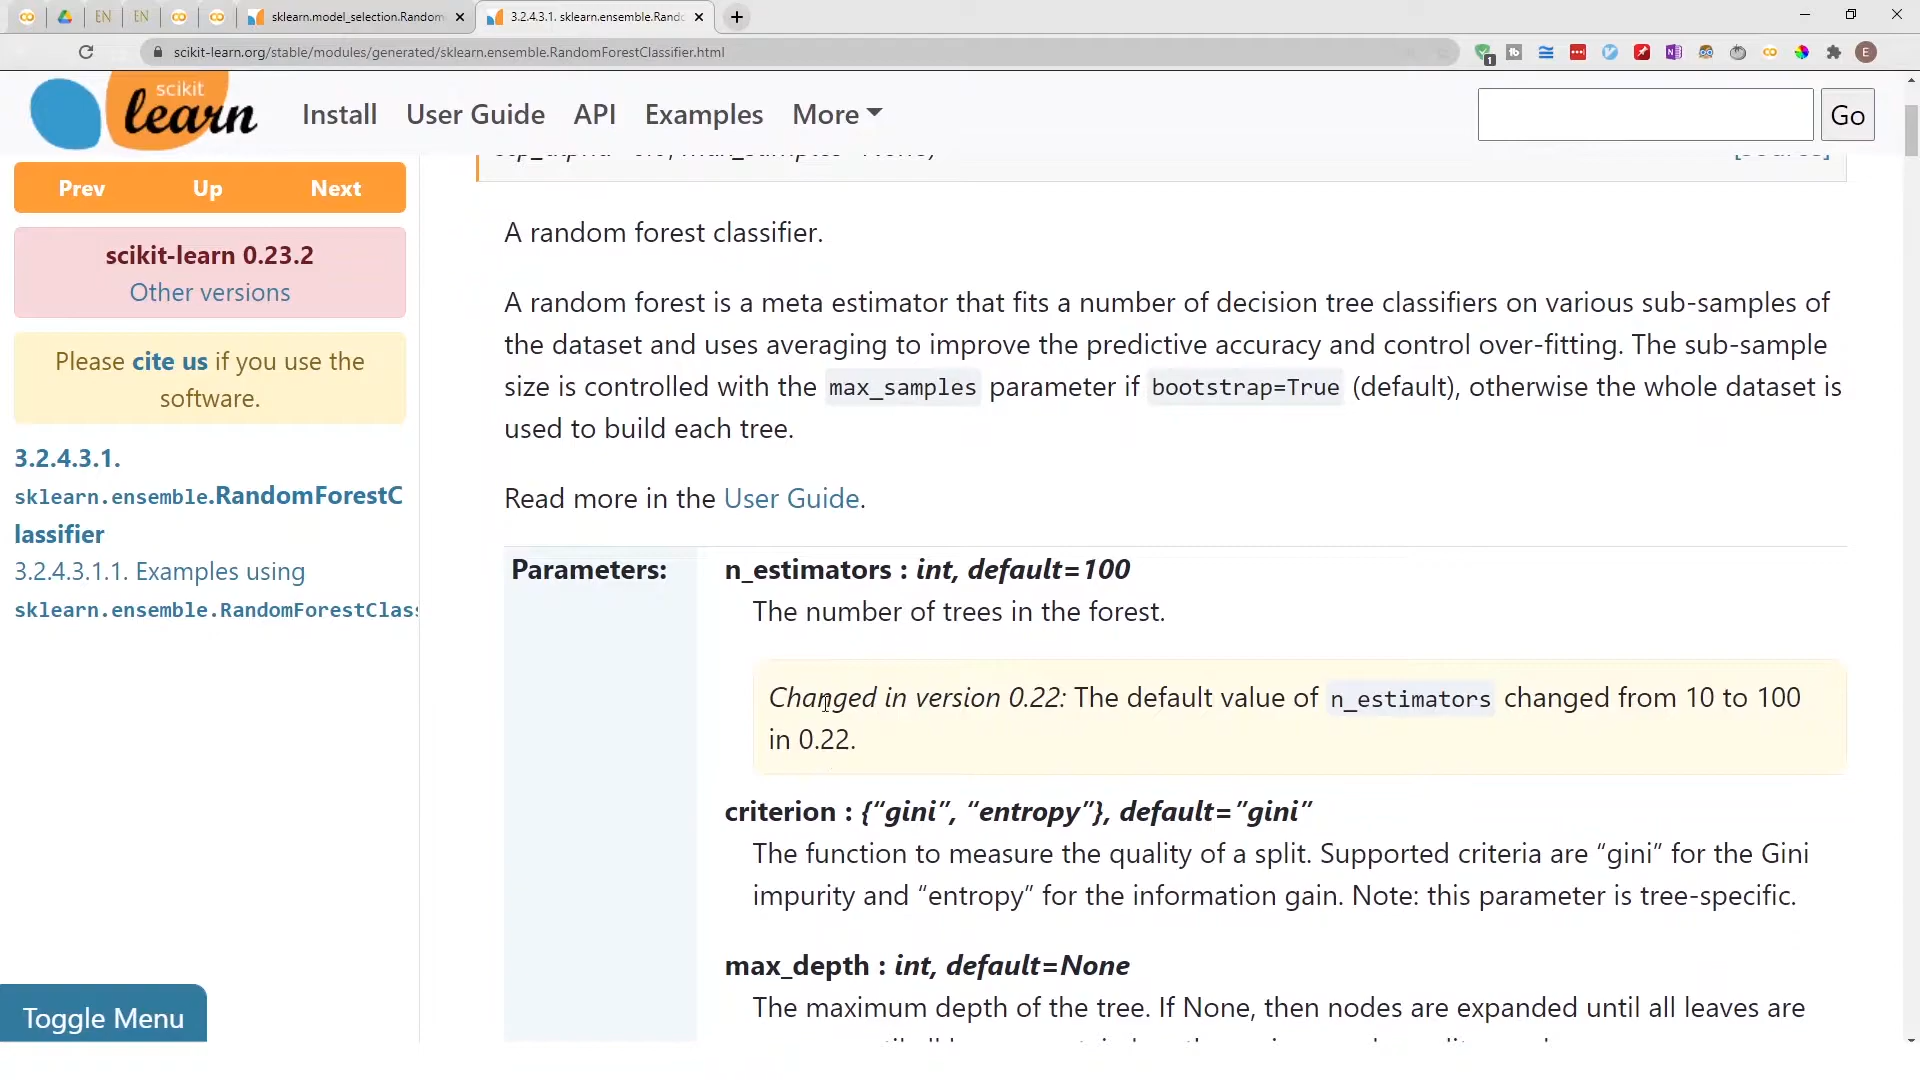 EN
EN
sklearn.model_selection.Random
3.2.4.3.1. sklearn.ensemble.Rando
scikit-learn.org/stable/modules/generated/sklearn.ensemble.RandomForestClassifier.html
1
E
scikit
learn
Install
User Guide
API
Examples
More
Go
Prev
Up
Next
scikit-learn 0.23.2
Other versions
Please cite us if you use the
software.
3.2.4.3.1.
sklearn.ensemble.RandomForestC
lassifier
3.2.4.3.1.1. Examples using
sklearn.ensemble.RandomForestClass
Toggle Menu
A random forest classifier.
A random forest is a meta estimator that fits a number of decision tree classifiers on various sub-samples of
the dataset and uses averaging to improve the predictive accuracy and control over-fitting. The sub-sample
size is controlled with the max_samples parameter if bootstrap=True (default), otherwise the whole dataset is
used to build each tree.
Read more in the User Guide.
Parameters:
n_estimators : int, default=100
The number of trees in the forest.
Changed in version 0.22: The default value of n_estimators changed from 10 to 100
in 0.22.
criterion : {“gini”, “entropy”}, default=”gini”
The function to measure the quality of a split. Supported criteria are “gini” for the Gini
impurity and “entropy” for the information gain. Note: this parameter is tree-specific.
max_depth : int, default=None
The maximum depth of the tree. If None, then nodes are expanded until all leaves are